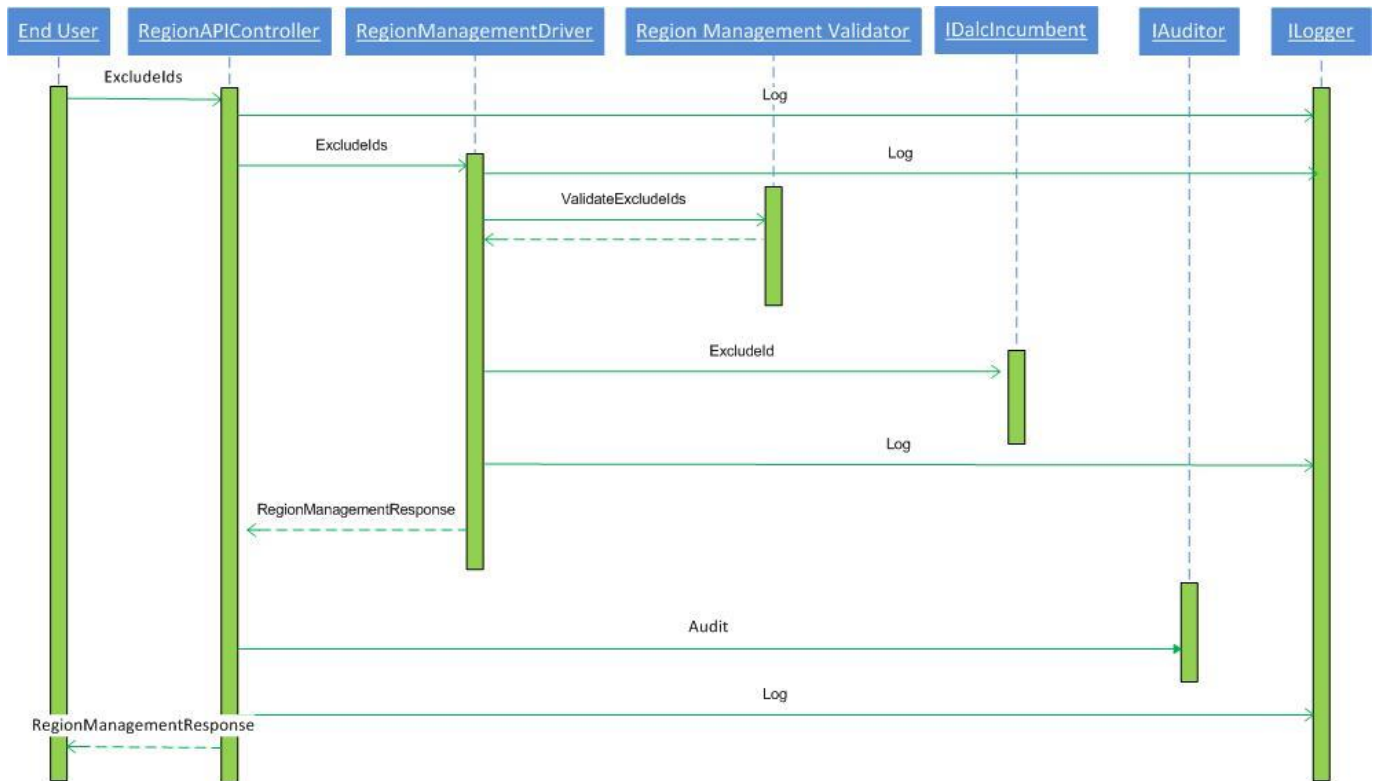 End User
RegionAPIController
RegionManagementDriver
Region Management Validator
IDalcIncumbent
IAuditor
ILogger
ExcludeIds
Log
ExcludeIds
Log
ValidateExcludeIds
ExcludeId
Log
RegionManagementResponse
Audit
Log
RegionManagementResponse